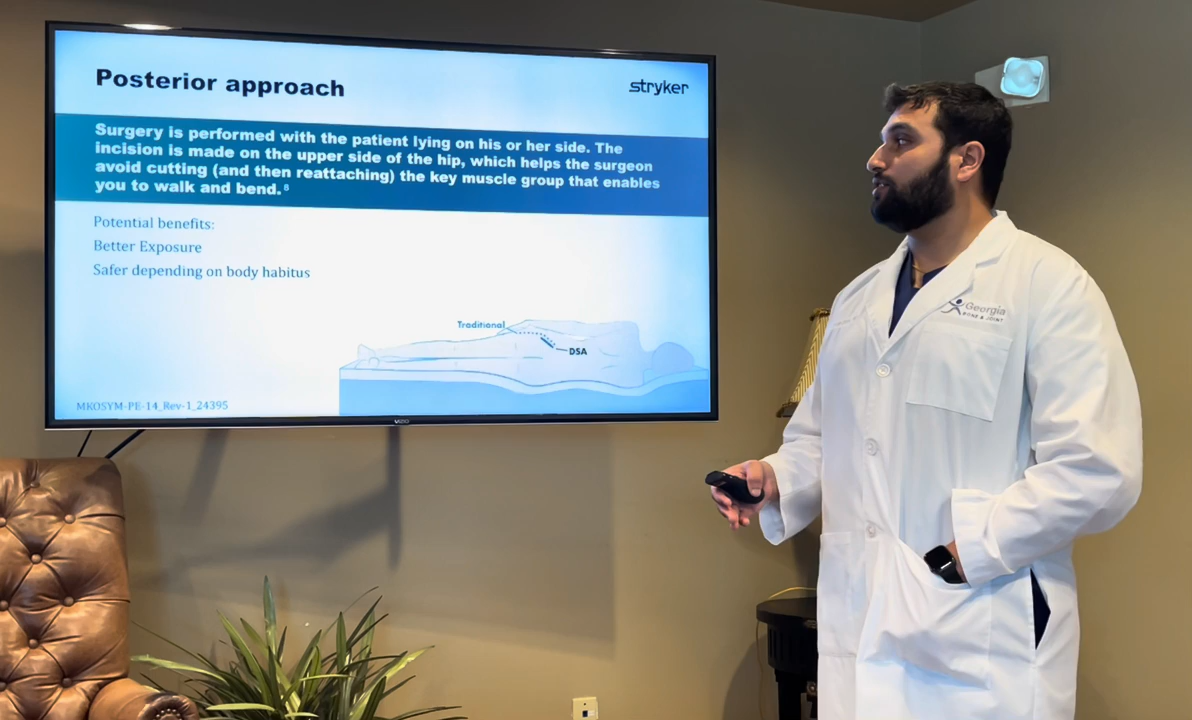 Posterior approach
stryker
Surgery is performed with the patient lying on his or her side. The
incision is made on the upper side of the hip, which helps the surgeon
avoid cutting (and then reattaching) the key muscle group that enables
you to walk and bend.⁸
Potential benefits:
Better Exposure
Safer depending on body habitus
Traditional
DSA
MKOSYM-PE-14_Rev-1_24395
VIZIO
Georgia
BONE & JOINT